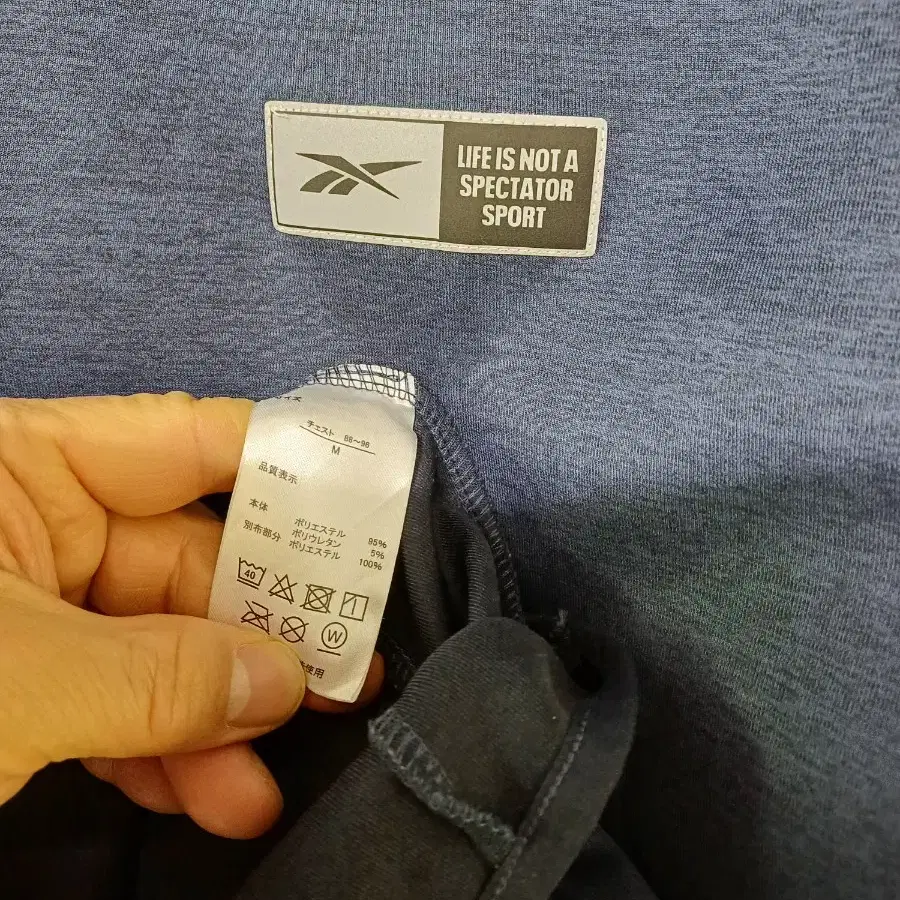 LIFE IS NOT A
SPECTATOR
SPORT
チェスト 88〜96
M
品質表示
本体
ポリエステル 95%
ポリウレタン 5%
別布部分 ポリエステル 100%
40
W
使用